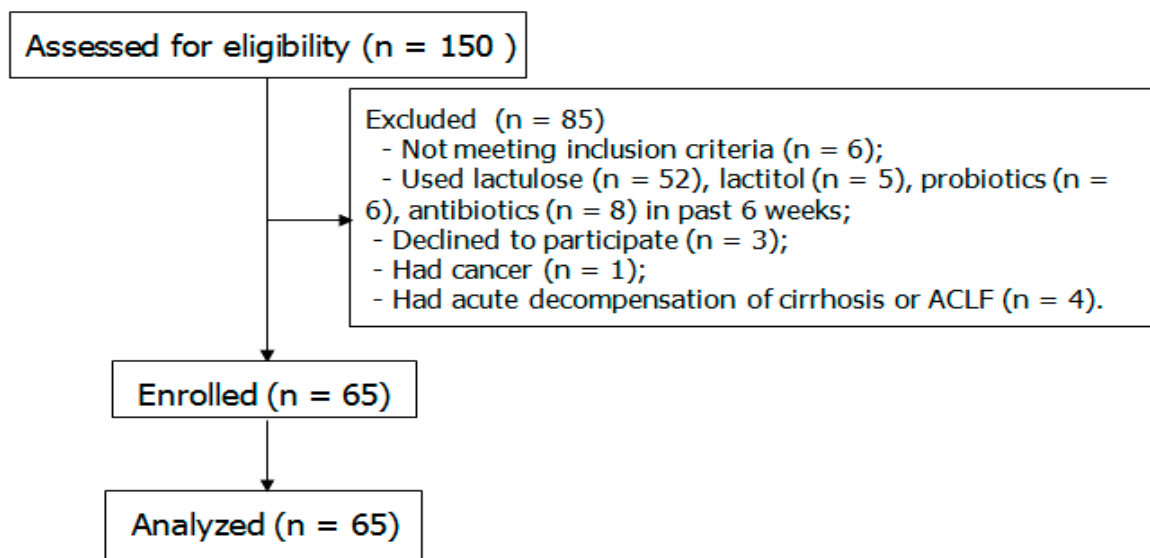 Assessed for eligibility (n = 150 )
Excluded (n = 85)
- Not meeting inclusion criteria (n = 6);
- Used lactulose (n = 52), lactitol (n = 5), probiotics (n =
6), antibiotics (n = 8) in past 6 weeks;
- Declined to participate (n = 3);
- Had cancer (n = 1);
- Had acute decompensation of cirrhosis or ACLF (n = 4).
Enrolled (n = 65)
Analyzed (n = 65)